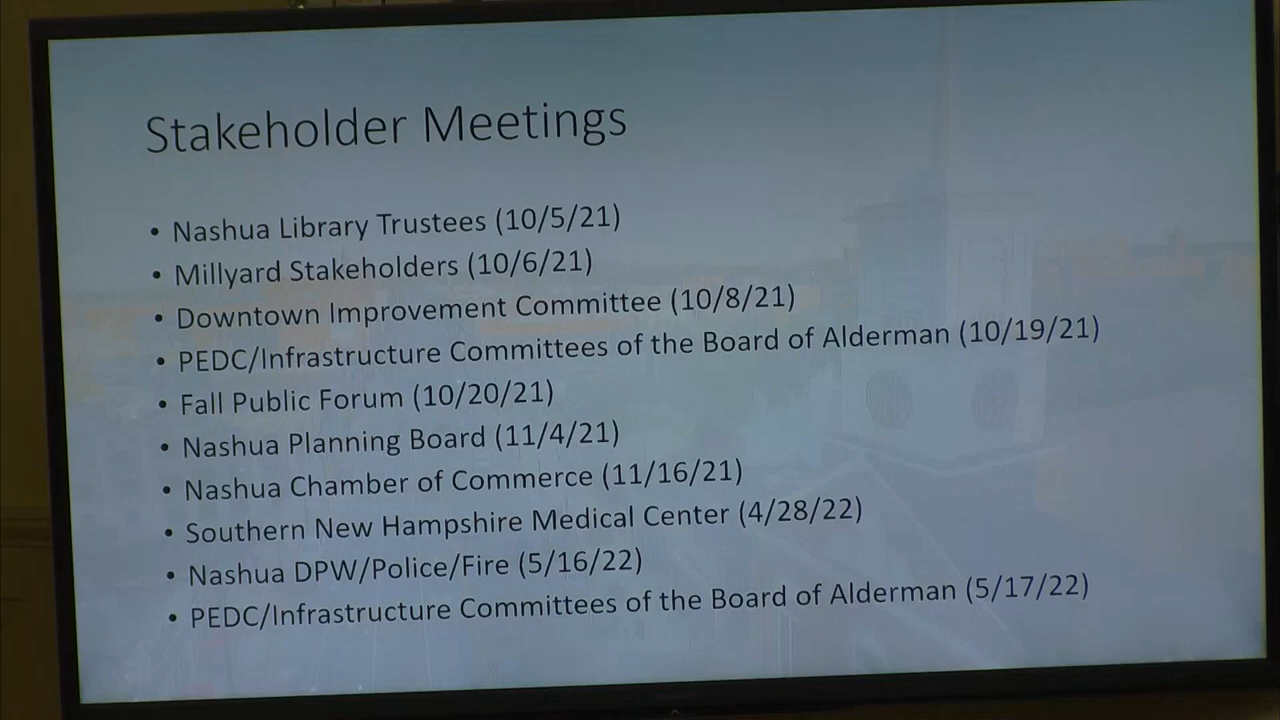 Stakeholder Meetings
• Nashua Library Trustees (10/5/21)
• Millyard Stakeholders (10/6/21)
• Downtown Improvement Committee (10/8/21)
• PEDC/Infrastructure Committees of the Board of Alderman (10/19/21)
• Fall Public Forum (10/20/21)
• Nashua Planning Board (11/4/21)
• Nashua Chamber of Commerce (11/16/21)
• Southern New Hampshire Medical Center (4/28/22)
• Nashua DPW/Police/Fire (5/16/22)
• PEDC/Infrastructure Committees of the Board of Alderman (5/17/22)